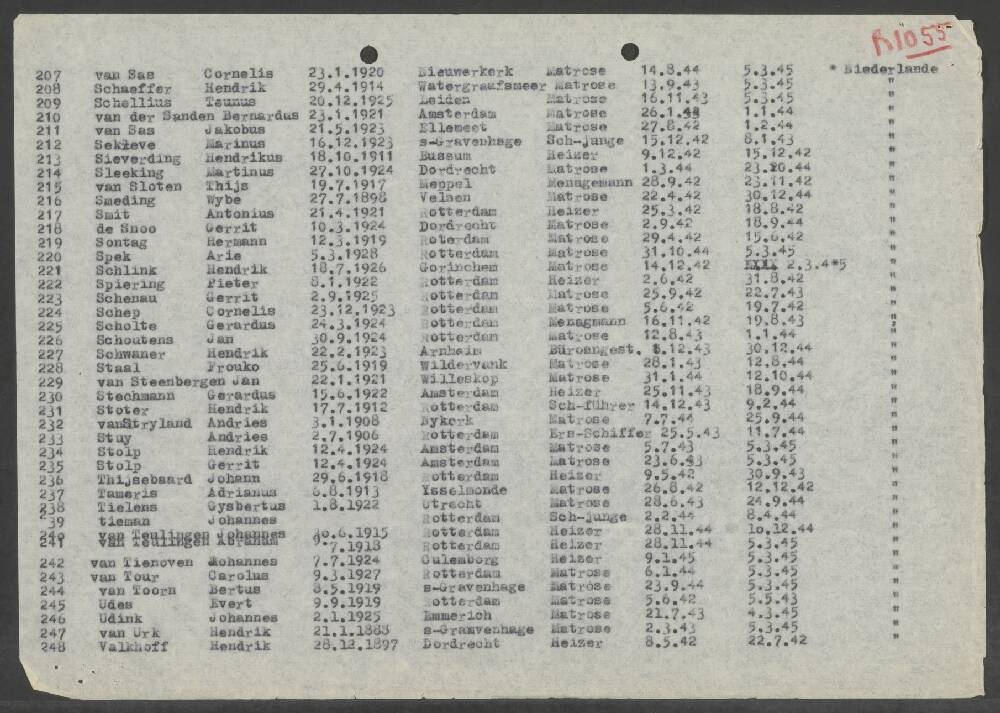 R1055
207 van Sas Cornelis 23.1.1920 Nieuwerkerk Matrose 14.8.44 5.3.45 * Niederlande
208 Schaeffer Hendrik 29.4.1914 Watergraafsmeer Matrose 13.9.43 5.3.45 "
209 Schellius Teunus 20.12.1925 Leiden Matrose 16.11.43 5.3.45 "
210 van der Sanden Bernardus 23.1.1921 Amsterdam Matrose 26.1. 1.1.44 "
211 van Sas Jakobus 21.5.1923 Ellemeet Matrose 27.8.42 1.2.44 "
212 Marinus 16.12.1923 s-Gravenhage Sch-junge 15.12.42 8.1.43 "
213 Sieverding Hendrikus 18.10.1911 Bussum Heizer 9.12.42 15.12.42 "
214 Sleeking Martinus 27.10.1924 Dordrecht Matrose 1.3.44 "
215 van Sloten Thijs 19.7.1917 Meppel Menagemann 28.9.42 23.11.42 "
216 Smeding Wybe 27.7.1898 Velsen Matrose 22.4.42 30.12.44 "
217 Smit Antonius 21.4.1921 Rotterdam Heizer 25.3.42 18.8.42 "
218 de Snoo Gerrit 10.3.1924 Dordrecht Matrose 2.9.42 18.9.44 "
219 Sontag Hermann 12.3.1919 Roterdam Matrose 29.4.42 15.6.42 "
220 Spek Arie 5.3.1928 Rotterdam Matrose 31.10.44 5.3.45 "
221 Schlink Hendrik 18.7.1926 Gorinchem Matrose 14.12.42 2.3.4*5 "
222 Spiering Pieter 8.1.1922 Rotterdam Heizer 2.6.42 31.8.42 "
223 Schenau Gerrit 2.9.1925 Rotterdam Matrose 25.9.42 22.7.43 "
224 Schep Cornelis 23.12.1923 Rotterdam Matrose 5.6.42 19.7.42 "
225 Scholte Gerardus 24.3.1924 Rotterdam Menagmann 16.11.42 19.8.43 "
226 Schoutens Jan 30.9.1924 Rotterdam Matrose 12.8.43 1.1.44 "
227 Schwaner Hendrik 22.2.1923 Arnheim Büroangest. 8.12.43 30.12.44 "
228 Staal Frouko 25.6.1919 Wildervank Matrose 28.1.43 12.8.44 "
229 van Steenbergen Jan 22.1.1921 Willeskop Matrose 31.1.44 12.10.44 "
230 Stechmann Gerardus 15.6.1922 Amsterdam Heizer 25.11.43 18.9.44 "
231 Stoter Hendrik 17.7.1912 Rotterdam Sch-führer 14.12.43 9.2.44 "
232 vanStryland Andries 3.1.1908 Nykerk Matrose 7.7.44 25.9.44 "
233 Stuy Andries 2.7.1906 Rotterdam Ers-Schiffer 25.5.43 11.7.44 "
234 Stolp Hendrik 12.4.1924 Amsterdam Matrose 5.7.43 5.3.45 "
235 Stolp Gerrit 12.4.1924 Amsterdam Matrose 23.6.43 5.3.45 "
236 Thijsebaard Johann 29.6.1918 Rotterdam Heizer 9.5.42 30.9.43 "
237 Tameris Adrianus 6.8.1913 Ysselmonde Matrose 26.8.42 12.12.42 "
238 Tielens Gysbertus 1.8.1922 Utrecht Matrose 28.6.43 24.9.44 "
239 tieman Johannes Rotterdam Sch-junge 2.2.44 8.4.44 "
240 van Teulingen Johannes 30.6.1915 Rotterdam Heizer 28.11.44 10.12.44 "
241 van Teulingen Abraham .7.1918 Rotterdam Heizer 28.11.44 5.3.45 "
242 van Tienoven Johannes 7.7.1924 Culemborg Heizer 9.1.45 5.3.45 "
243 van Tour Carolus 9.3.1927 Rotterdam Matrose 6.1.44 5.3.45 "
244 van Toorn Bertus 8.5.1919 s-Gravenhage Matrose 23.9.44 5.3.45 "
245 Udes Evert 9.9.1919 Rotterdam Matrose 5.6.42 5.5.43 "
246 Udink Johannes 2.1.1925 Emmerich Matrose 21.7.43 4.3.45 "
247 van Urk Hendrik 21.1.1883 s-Gramvenhage Matrose 2.3.43 5.3.45 "
248 Valkhoff Hendrik 28.12.1897 Dordrecht Heizer 8.5.42 22.7.42 "